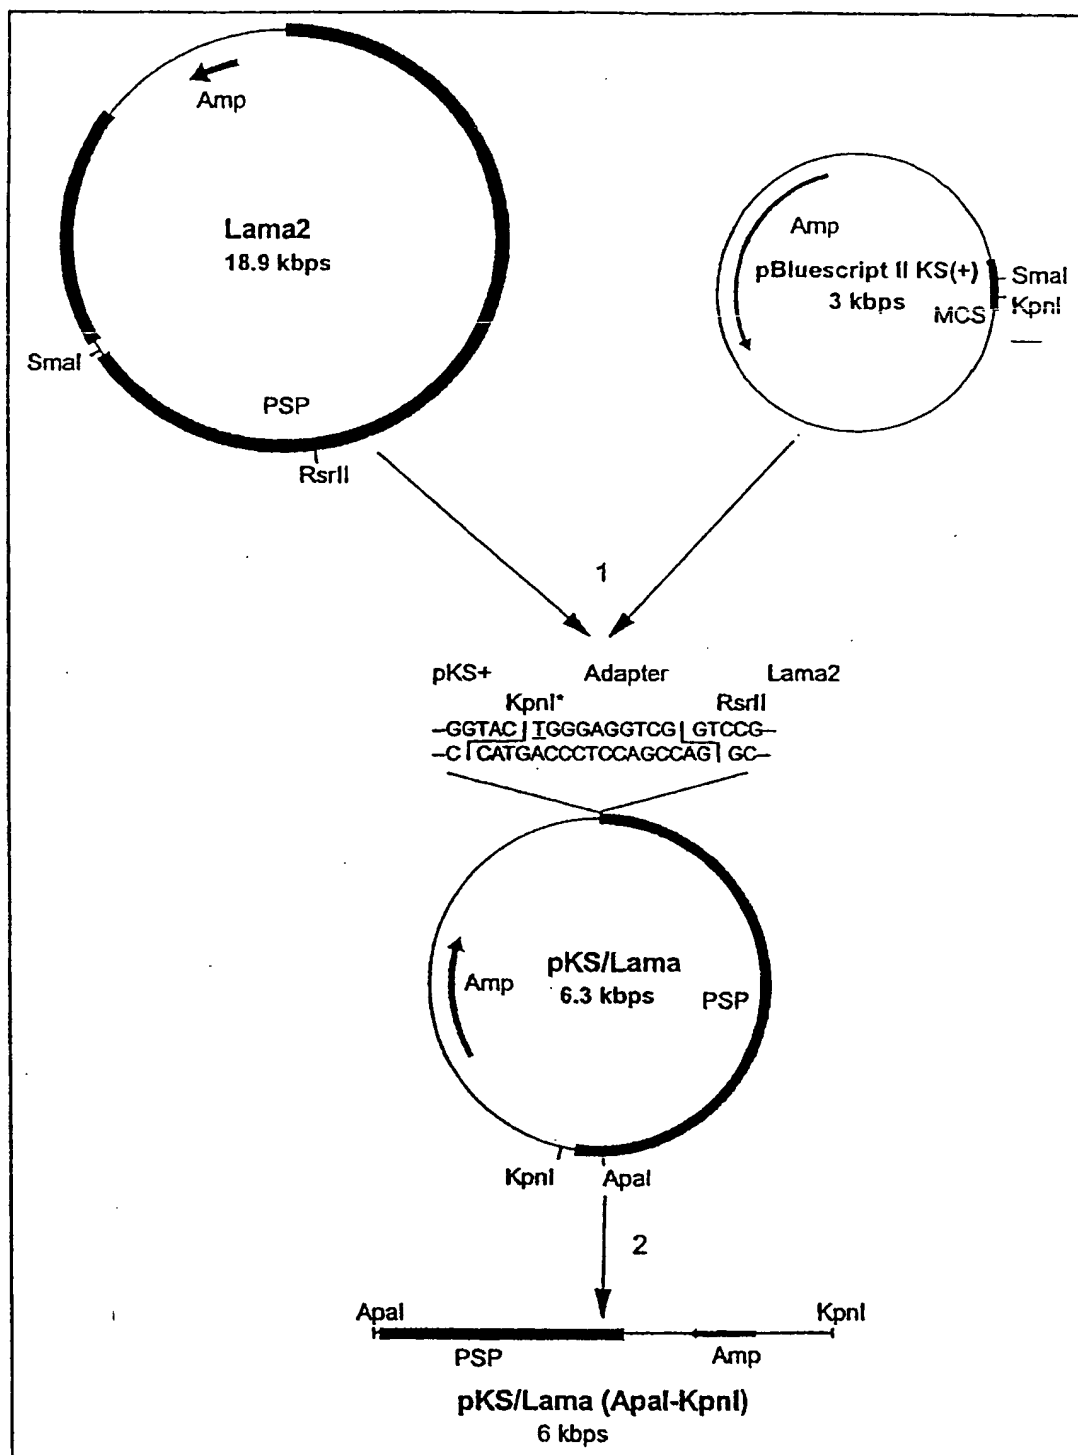 Amp
Lama2
18.9 kbps
SmaI
PSP
RsrII
Amp
pBluescript II KS(+)
3 kbps
SmaI
KpnI
MCS
1
pKS+ Adapter Lama2
KpnI* RsrII
–GGTAC TGGGAGGTCG GTCCG–
–C CATGACCCTCCAGCCAG GC–
pKS/Lama
6.3 kbps
Amp
PSP
KpnI
ApaI
2
ApaI
KpnI
PSP
Amp
pKS/Lama (ApaI-KpnI)
6 kbps